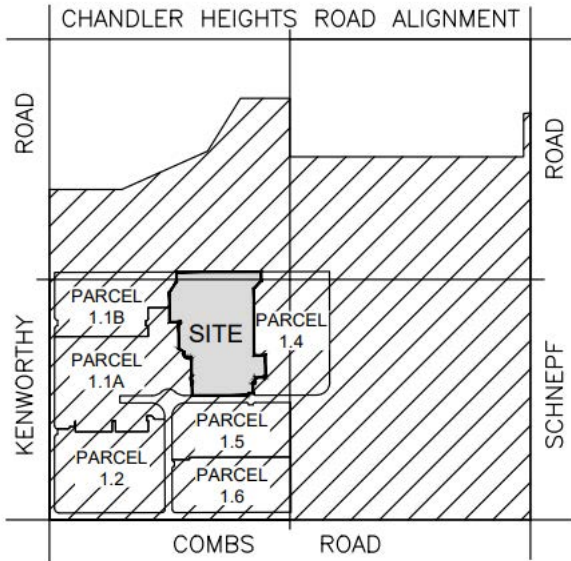 CHANDLER HEIGHTS ROAD ALIGNMENT
ROAD
ROAD
PARCEL
1.1B
SITE
PARCEL
1.4
PARCEL
1.1A
KENWORTHY
SCHNEPF
PARCEL
1.5
PARCEL
1.2
PARCEL
1.6
COMBS ROAD